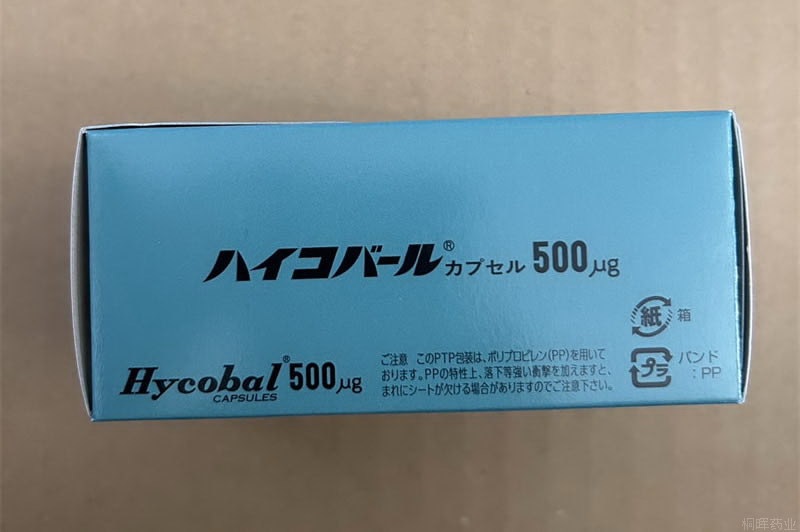 ハイコバール® カプセル 500μg
紙 箱
Hycobal® 500μg
CAPSULES
ご注意 このPTP包装は、ポリプロピレン(PP)を用いて
おります。PPの特性上、落下等強い衝撃を加えますと、
まれにシートが欠ける場合がありますのでご注意下さい。
プラ バンド
:PP
桐晖药业